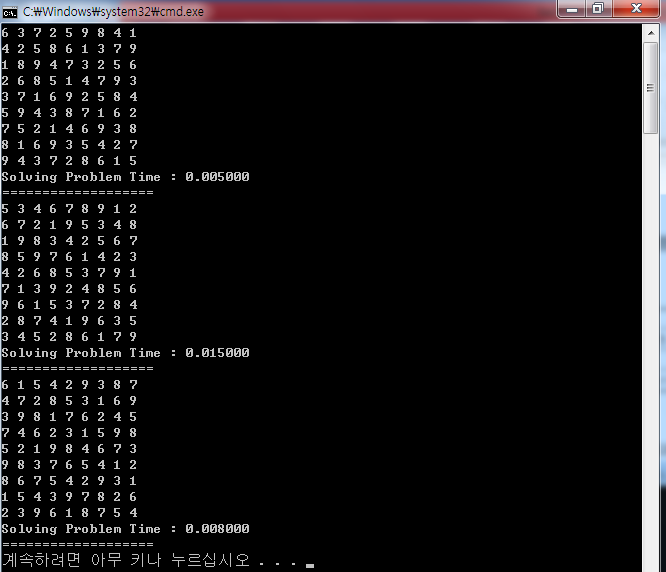 C:\Windows\system32\cmd.exe
6 3 7 2 5 9 8 4 1
4 2 5 8 6 1 3 7 9
1 8 9 4 7 3 2 5 6
2 6 8 5 1 4 7 9 3
3 7 1 6 9 2 5 8 4
5 9 4 3 8 7 1 6 2
7 5 2 1 4 6 9 3 8
8 1 6 9 3 5 4 2 7
9 4 3 7 2 8 6 1 5
Solving Problem Time : 0.005000
===================
5 3 4 6 7 8 9 1 2
6 7 2 1 9 5 3 4 8
1 9 8 3 4 2 5 6 7
8 5 9 7 6 1 4 2 3
4 2 6 8 5 3 7 9 1
7 1 3 9 2 4 8 5 6
9 6 1 5 3 7 2 8 4
2 8 7 4 1 9 6 3 5
3 4 5 2 8 6 1 7 9
Solving Problem Time : 0.015000
===================
6 1 5 4 2 9 3 8 7
4 7 2 8 5 3 1 6 9
3 9 8 1 7 6 2 4 5
7 4 6 2 3 1 5 9 8
5 2 1 9 8 4 6 7 3
9 8 3 7 6 5 4 1 2
8 6 7 5 4 2 9 3 1
1 5 4 3 9 7 8 2 6
2 3 9 6 1 8 7 5 4
Solving Problem Time : 0.008000
===================
계속하려면 아무 키나 누르십시오 . . .